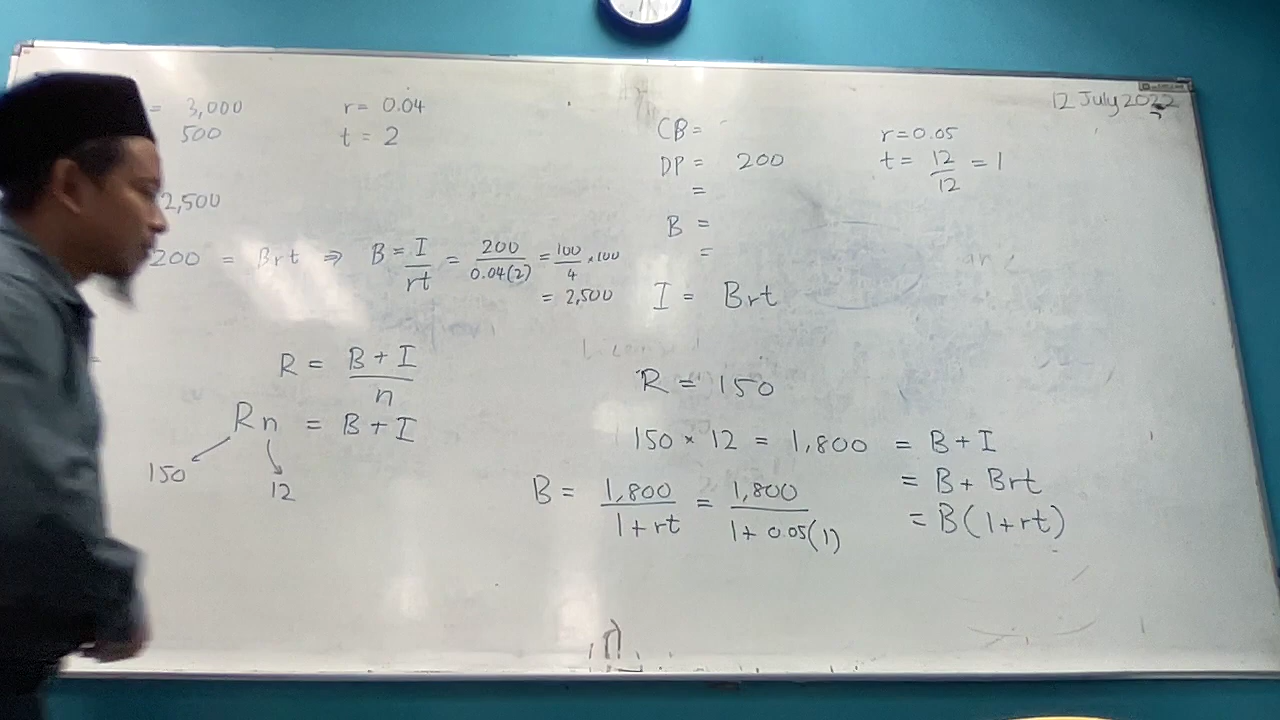 12 July 2022
= 3,000 r = 0.04
500 t = 2
2,500
200 = Brt ⇒ B = I/rt = 200/0.04(2) = 100/4 × 100
= 2,500
R = B + I/n
Rn = B + I
150 12
CB = r = 0.05
DP = 200 t = 12/12 = 1
=
B =
=
I = Brt
R = 150
150 × 12 = 1,800 = B + I
= B + Brt
= B(1+rt)
B = 1,800/1+rt = 1,800/1+0.05(1)